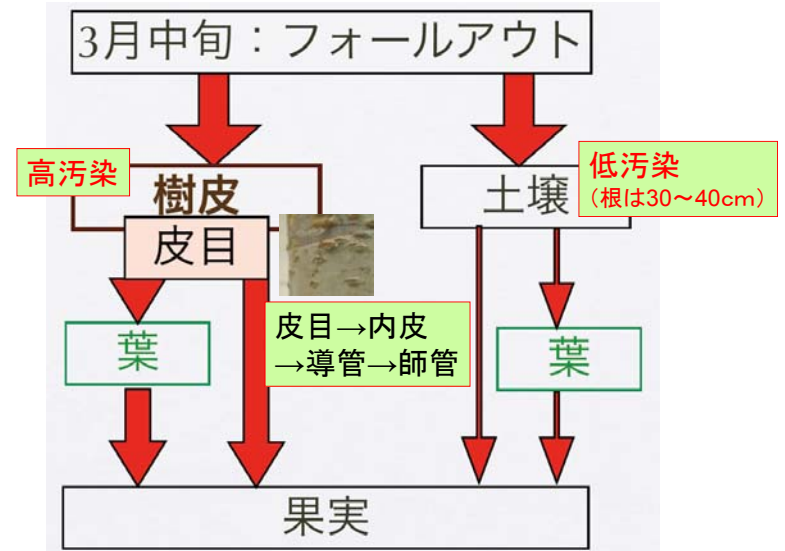 3月中旬：フォールアウト
高汚染
樹皮
皮目
土壌
低汚染
（根は30～40cm）
皮目→内皮
→導管→師管
葉
葉
果実